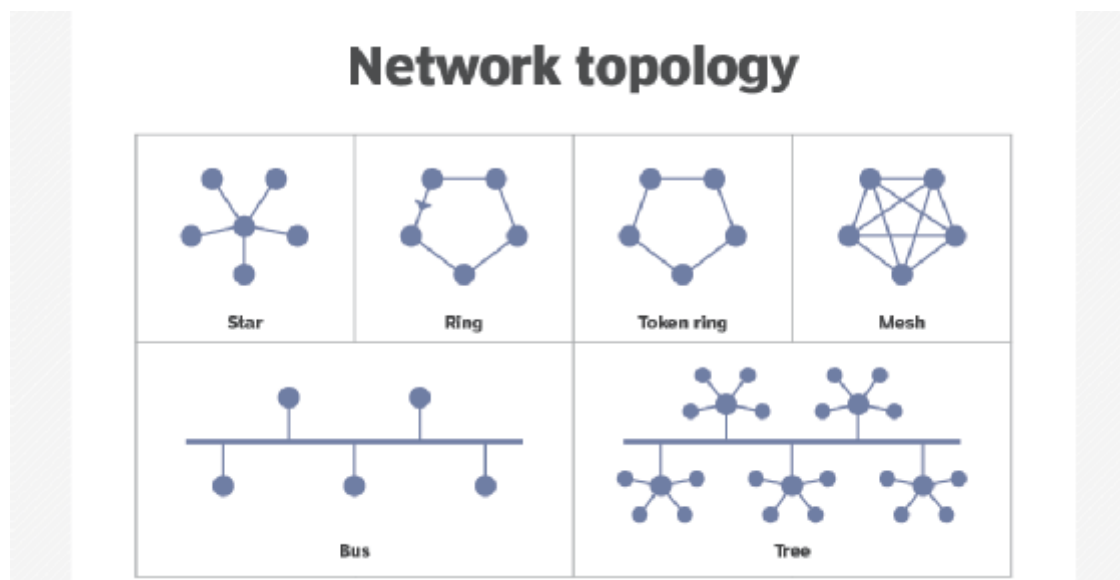 Network topology
Star
Ring
Token ring
Mesh
Bus
Tree